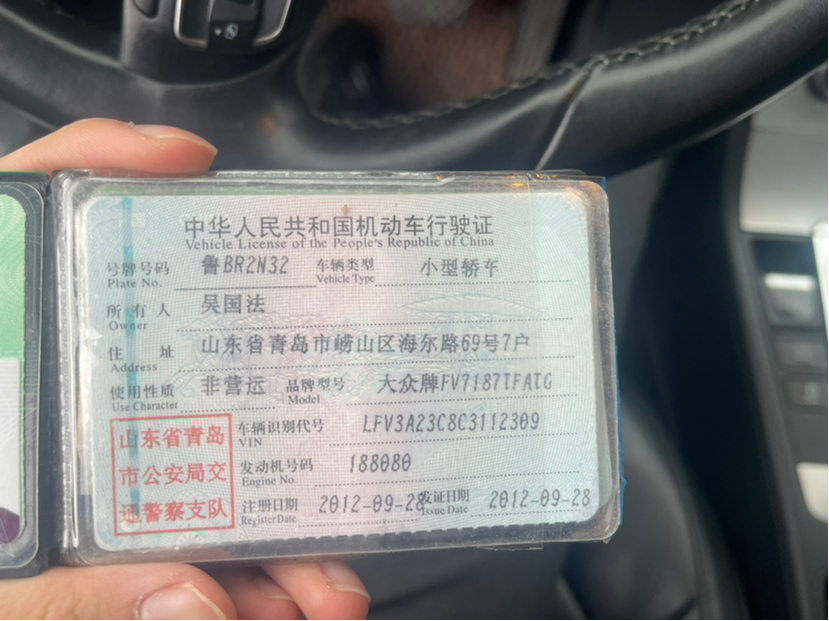 中华人民共和国机动车行驶证
Vehicle License of the People's Republic of China
号牌号码 鲁BR2N32 车辆类型 小型轿车
Plate No. Vehicle Type
所有人 吴国法
Owner
住址 山东省青岛市崂山区海尔路69号7户
Address
使用性质 非营运 品牌型号 大众牌FV7187TFATG
Use Character Model
山东省青岛
市公安局交
通警察支队
车辆识别代号 LFV3A23C8C3112309
VIN
发动机号码 188080
Engine No.
注册日期 2012-09-28 发证日期 2012-09-28
Register Date Issue Date